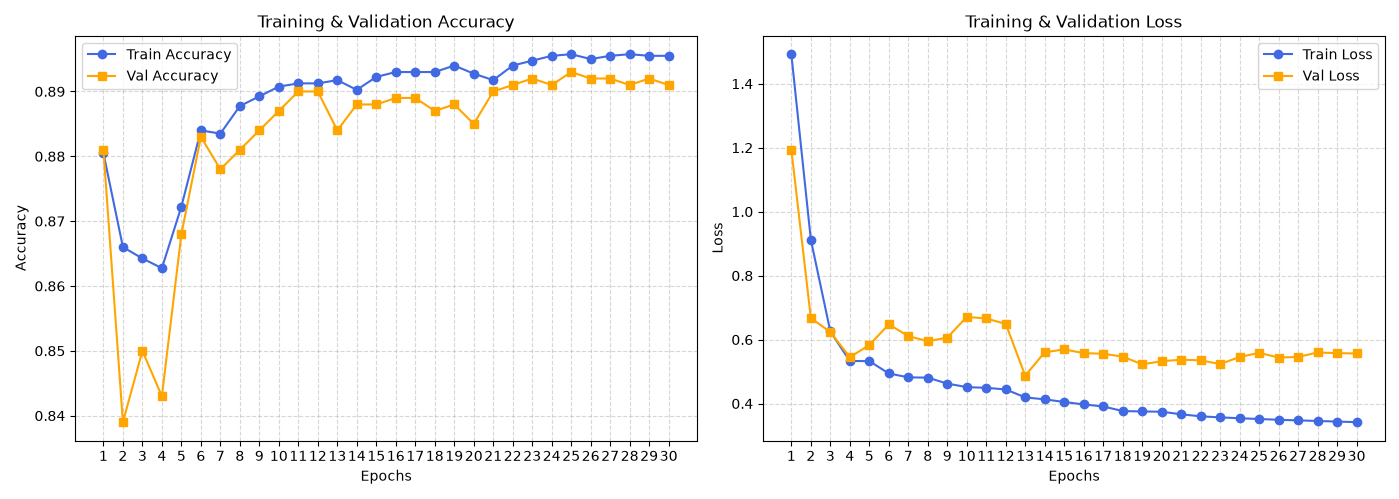 Training & Validation Accuracy
Train Accuracy
Val Accuracy
0.89
0.88
0.87
0.86
0.85
0.84
Accuracy
1 2 3 4 5 6 7 8 9 10 11 12 13 14 15 16 17 18 19 20 21 22 23 24 25 26 27 28 29 30
Epochs
Training & Validation Loss
Train Loss
Val Loss
1.4
1.2
1.0
0.8
0.6
0.4
Loss
1 2 3 4 5 6 7 8 9 10 11 12 13 14 15 16 17 18 19 20 21 22 23 24 25 26 27 28 29 30
Epochs